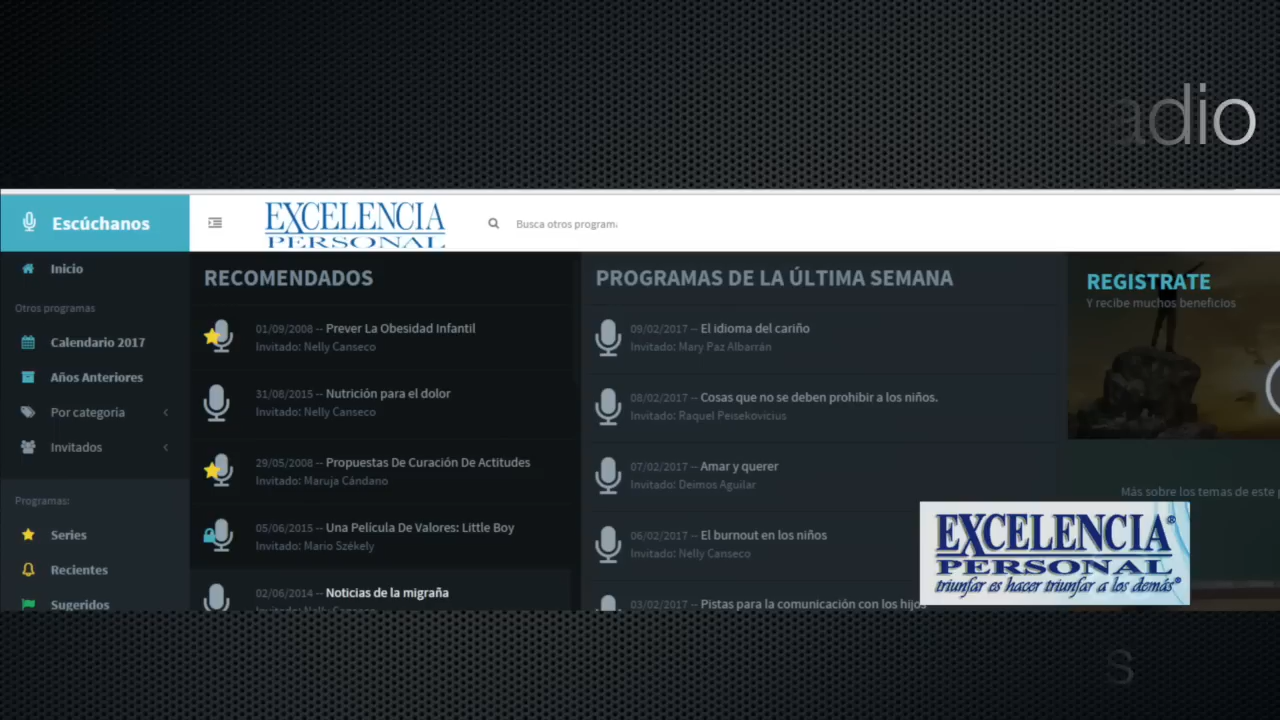 adio
Escúchanos
EXCELENCIA
PERSONAL
Busca otros programa
Inicio
Otros programas
Calendario 2017
Años Anteriores
Por categoria
Invitados
Programas:
Series
Recientes
Sugeridos
RECOMENDADOS
01/09/2008 -- Prever La Obesidad Infantil
Invitado: Nelly Canseco
31/08/2015 -- Nutrición para el dolor
Invitado: Nelly Canseco
29/05/2008 -- Propuestas De Curación De Actitudes
Invitado: Maruja Cándano
05/06/2015 -- Una Película De Valores: Little Boy
Invitado: Mario Székely
02/06/2014 -- Noticias de la migraña
Invitado: Nelly Canseco
PROGRAMAS DE LA ÚLTIMA SEMANA
09/02/2017 -- El idioma del cariño
Invitado: Mary Paz Albarrán
08/02/2017 -- Cosas que no se deben prohibir a los niños.
Invitado: Raquel Peisekovicius
07/02/2017 -- Amar y querer
Invitado: Deimos Aguilar
06/02/2017 -- El burnout en los niños
Invitado: Nelly Canseco
03/02/2017 -- Pistas para la comunicación con los hijos
REGISTRATE
Y recibe muchos beneficios
Más sobre los temas de este
EXCELENCIA®
PERSONAL
triunfar es hacer triunfar a los demás®
s